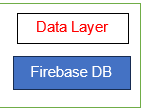 Data Layer
Firebase DB